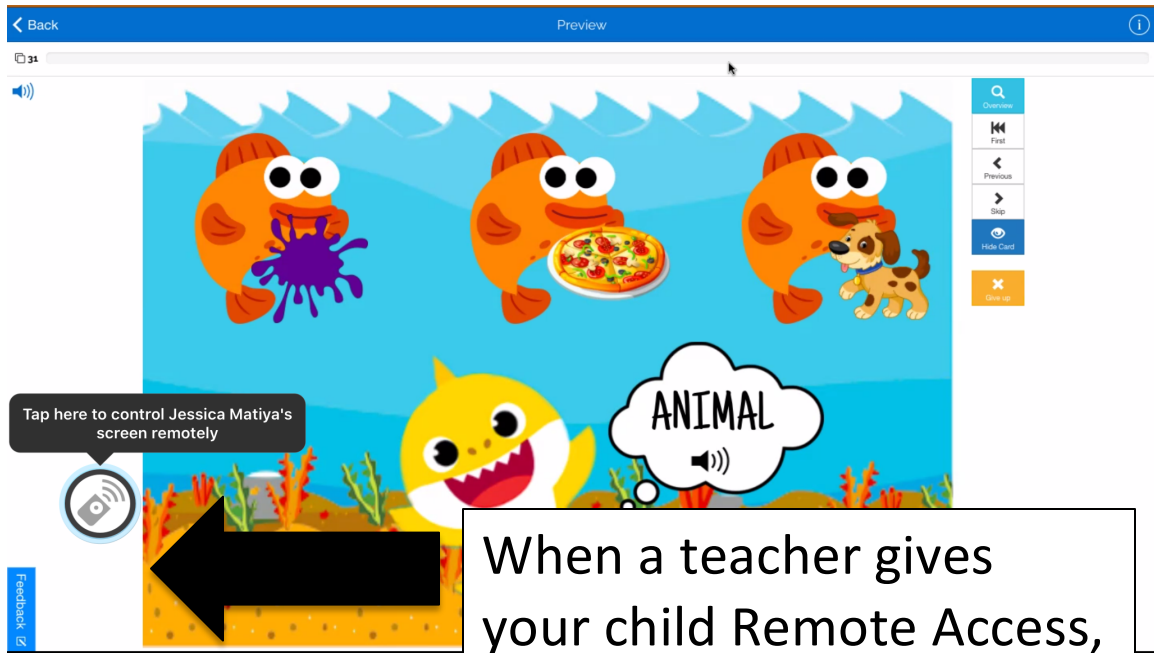 Back
Preview
31
Overview
First
Previous
Skip
Hide Card
Give up
ANIMAL
Tap here to control Jessica Matiya's
screen remotely
Feedback
When a teacher gives
your child Remote Access,